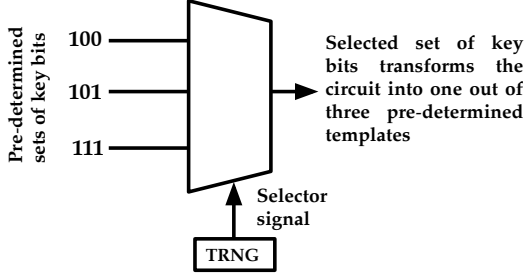 Pre-determined
sets of key bits
100
101
111
Selected set of key
bits transforms the
circuit into one out of
three pre-determined
templates
Selector
signal
TRNG